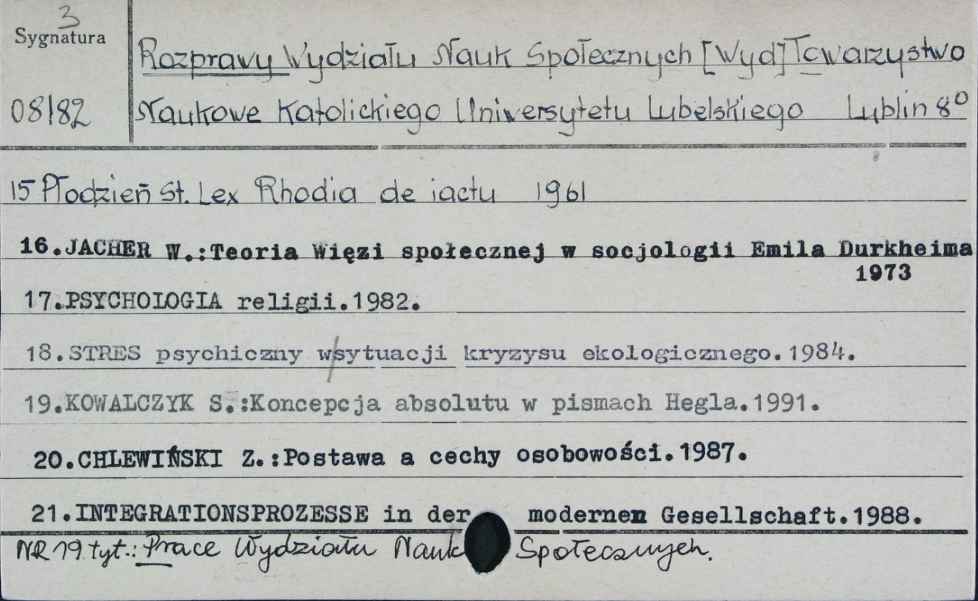 3
Sygnatura
Rozprawy Wydziału Nauk Społecznych [Wyd] Towarzystwo
08/82
Naukowe Katolickiego Uniwersytetu Lubelskiego Lublin 8°
15 Płodzień St. Lex Rhodia de iactu 1961
16.JACHER W.:Teoria Więzi społecznej w socjologii Emila Durkheima
1973
17.PSYCHOLOGIA religii.1982.
18.STRES psychiczny w/sytuacji kryzysu ekologicznego.1984.
19.KOWALCZYK S.:Koncepcja absolutu w pismach Hegla.1991.
20.CHLEWIŃSKI Z.:Postawa a cechy osobowości.1987.
21.INTEGRATIONSPROZESSE in der modernen Gesellschaft.1988.
NR 19 tyt.: Prace Wydziału Nauk Społecznych.